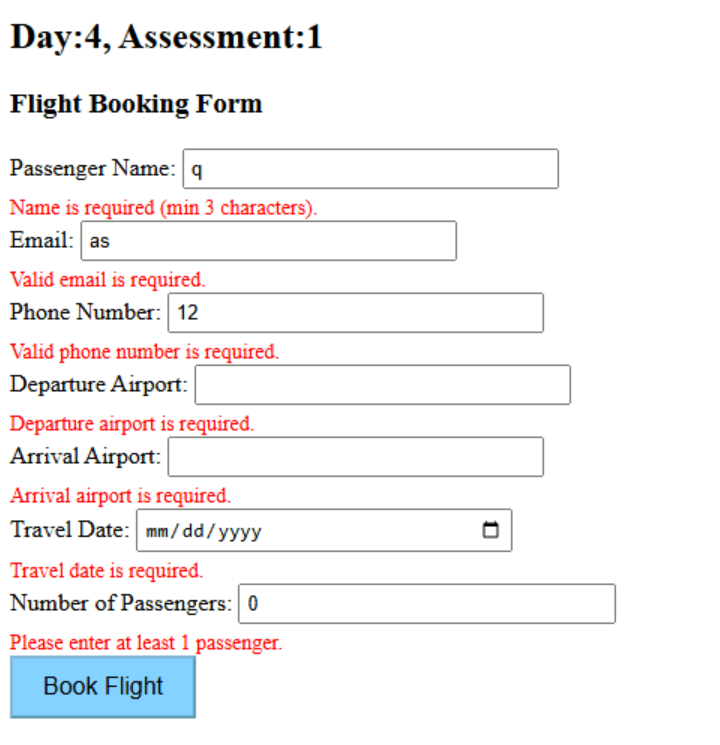 Day:4, Assessment:1
Flight Booking Form
Passenger Name: q
Name is required (min 3 characters).
Email: as
Valid email is required.
Phone Number: 12
Valid phone number is required.
Departure Airport:
Departure airport is required.
Arrival Airport:
Arrival airport is required.
Travel Date: mm/dd/yyyy
Travel date is required.
Number of Passengers: 0
Please enter at least 1 passenger.
Book Flight